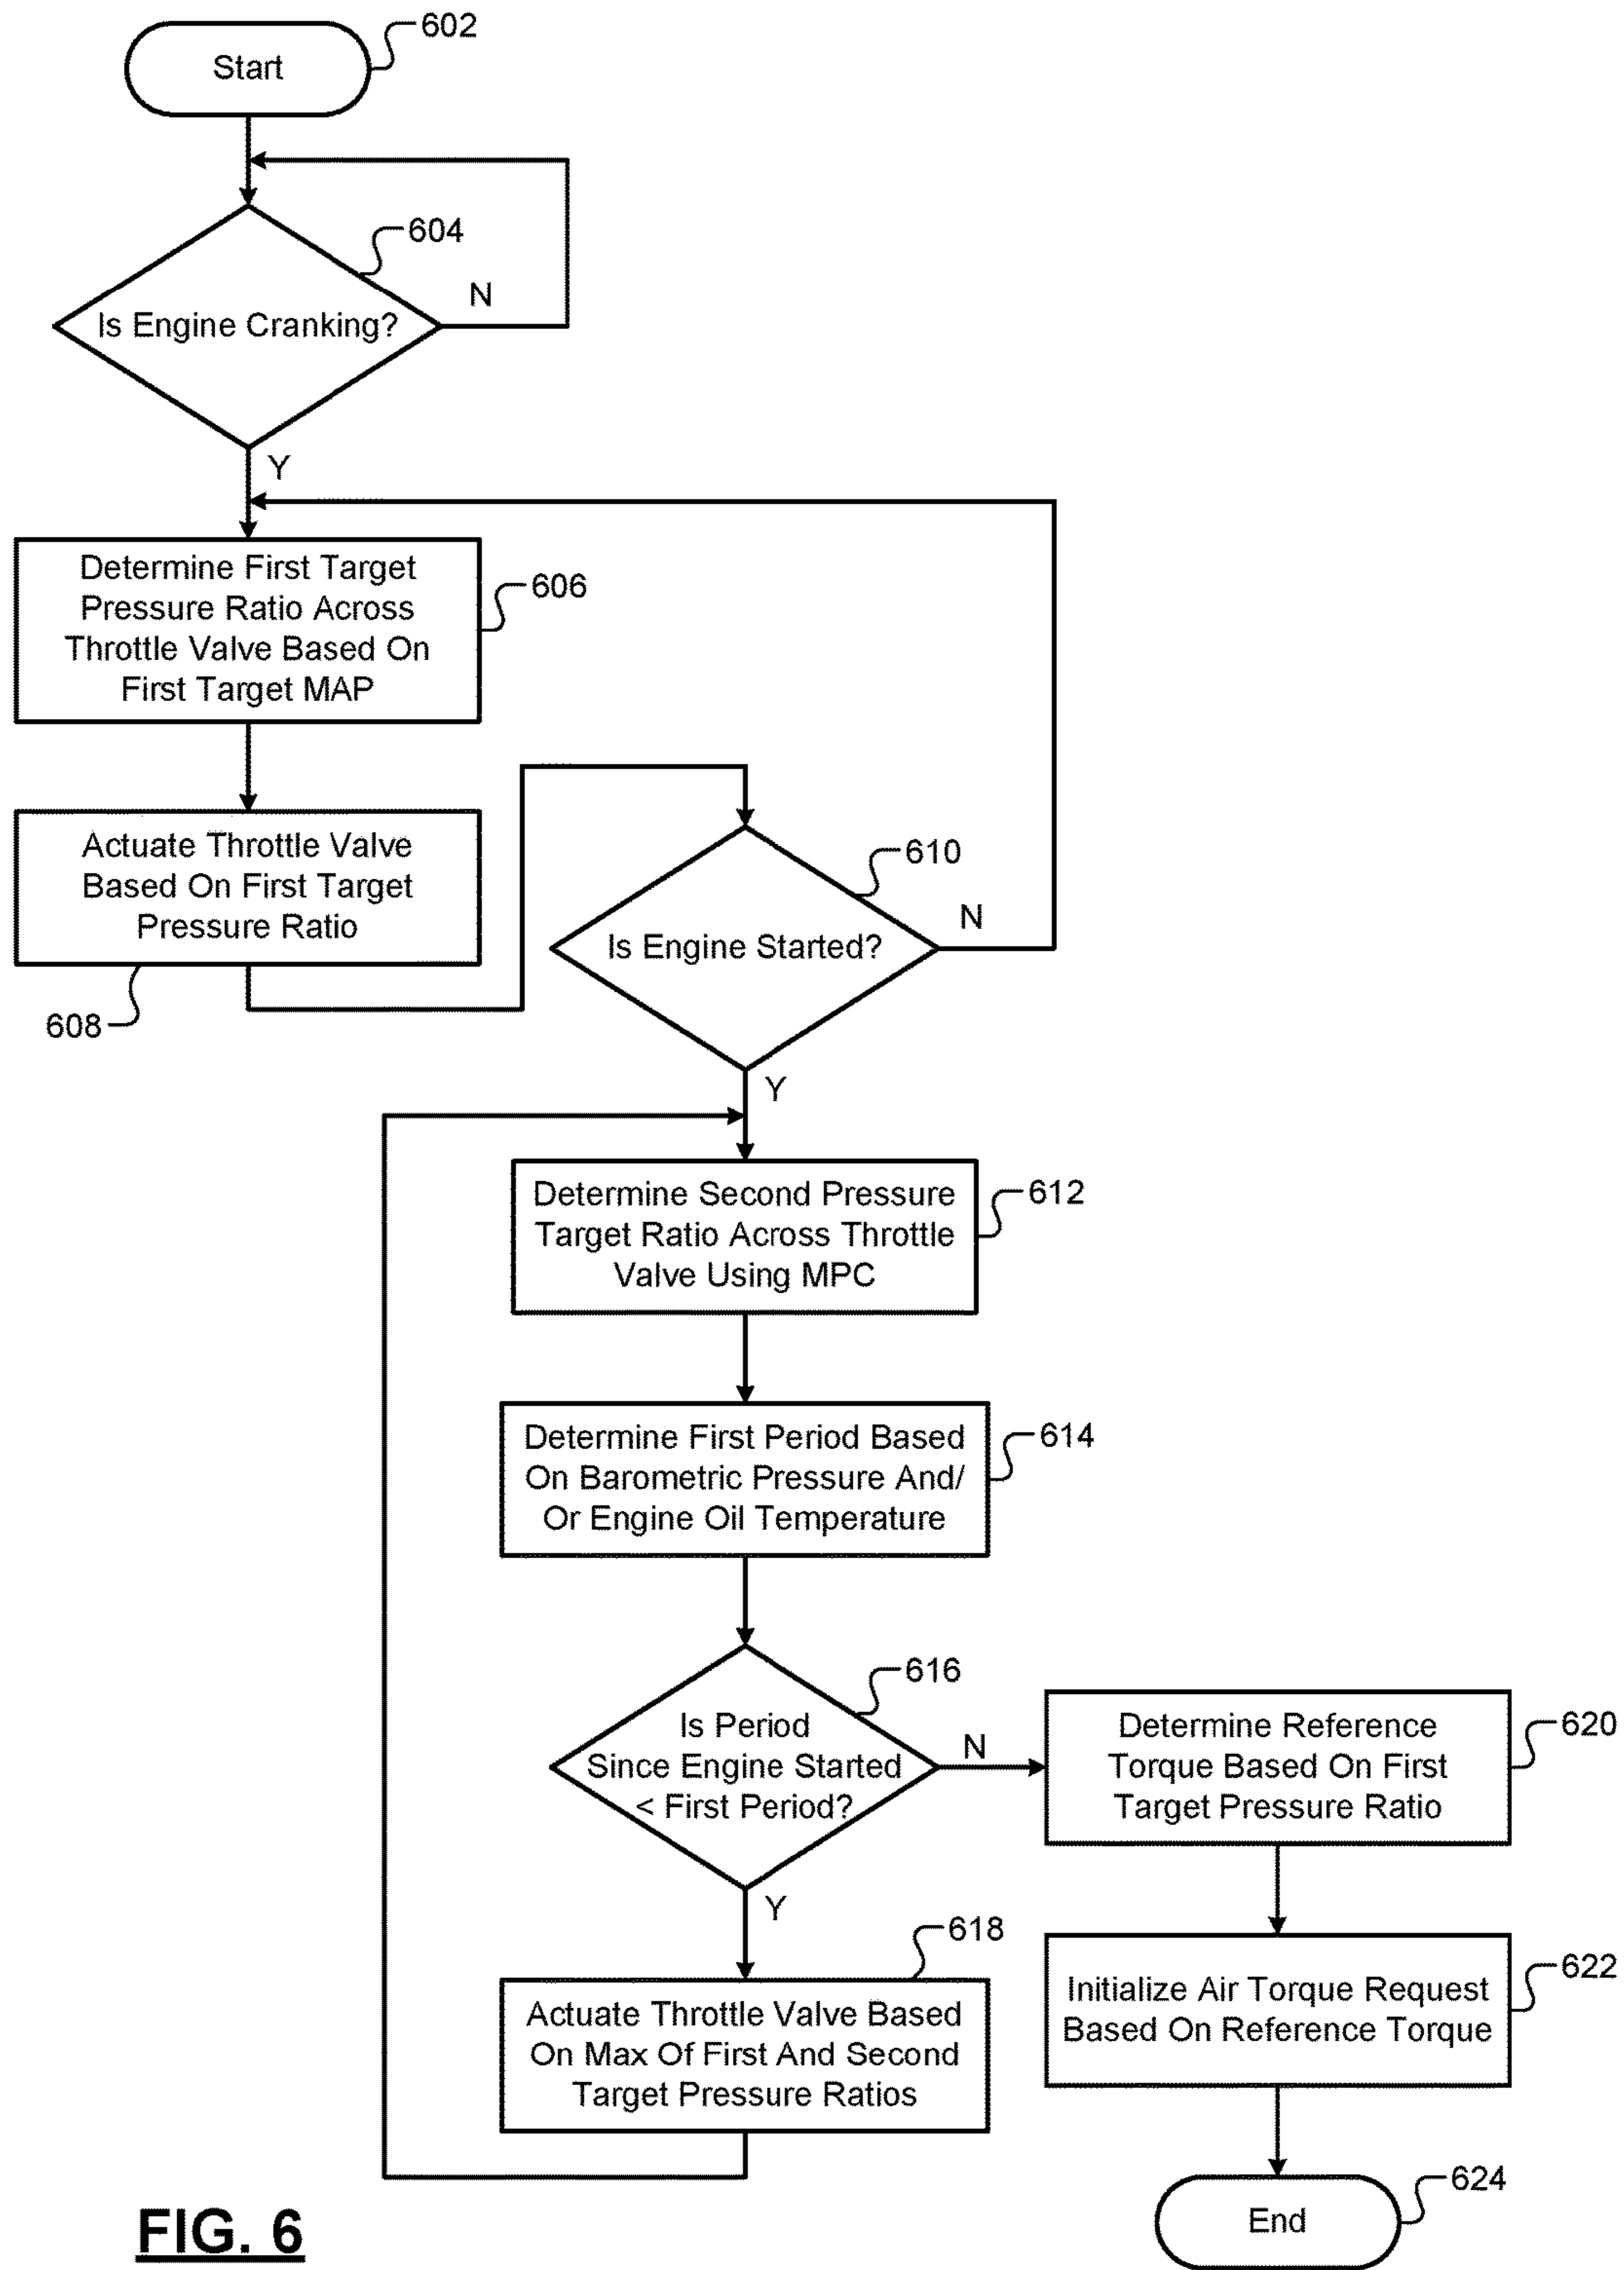 602
Start
604
N
Is Engine Cranking?
Y
Determine First Target
Pressure Ratio Across
Throttle Valve Based On
First Target MAP
606
Actuate Throttle Valve
Based On First Target
Pressure Ratio
608
610
N
Is Engine Started?
Y
Determine Second Pressure
Target Ratio Across Throttle
Valve Using MPC
612
Determine First Period Based
On Barometric Pressure And/
Or Engine Oil Temperature
614
616
Is Period
Since Engine Started
< First Period?
N
Y
Determine Reference
Torque Based On First
Target Pressure Ratio
620
618
Actuate Throttle Valve Based
On Max Of First And Second
Target Pressure Ratios
Initialize Air Torque Request
Based On Reference Torque
622
624
End
FIG. 6